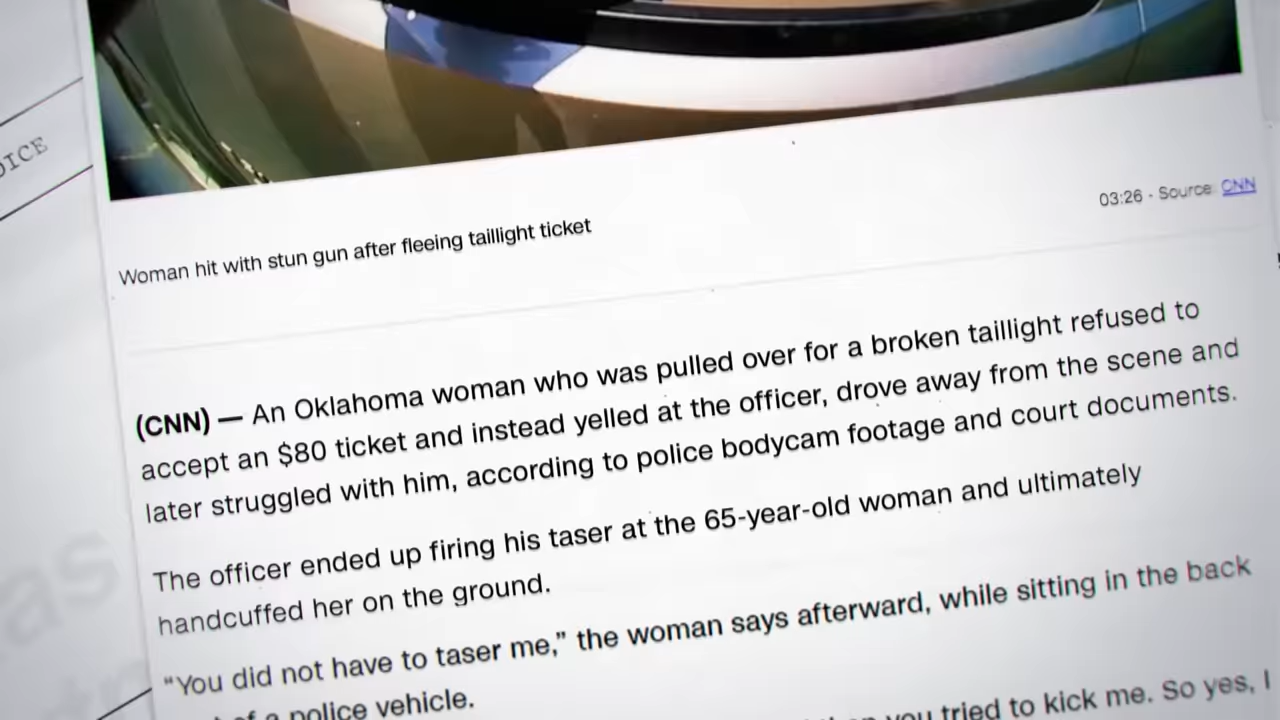 03:26 - Source: CNN
Woman hit with stun gun after fleeing taillight ticket
(CNN) — An Oklahoma woman who was pulled over for a broken taillight refused to
accept an $80 ticket and instead yelled at the officer, drove away from the scene and
later struggled with him, according to police bodycam footage and court documents.
The officer ended up firing his taser at the 65-year-old woman and ultimately
handcuffed her on the ground.
“You did not have to taser me,” the woman says afterward, while sitting in the back
of a police vehicle.
you tried to kick me. So yes, I
as